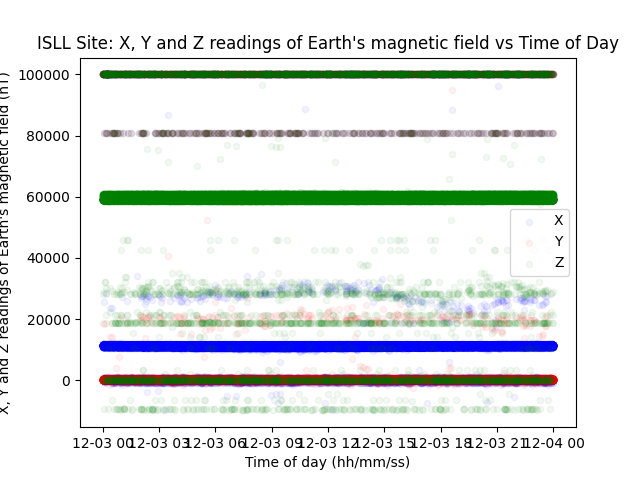 ISLL Site: X, Y and Z readings of Earth's magnetic field vs Time of Day
X, Y and Z readings of Earth's magnetic field (nT)
100000
80000
60000
40000
20000
0
X
Y
Z
12-03 00 12-03 03 12-03 06 12-03 09 12-03 12 12-03 15 12-03 18 12-03 21 12-04 00
Time of day (hh/mm/ss)